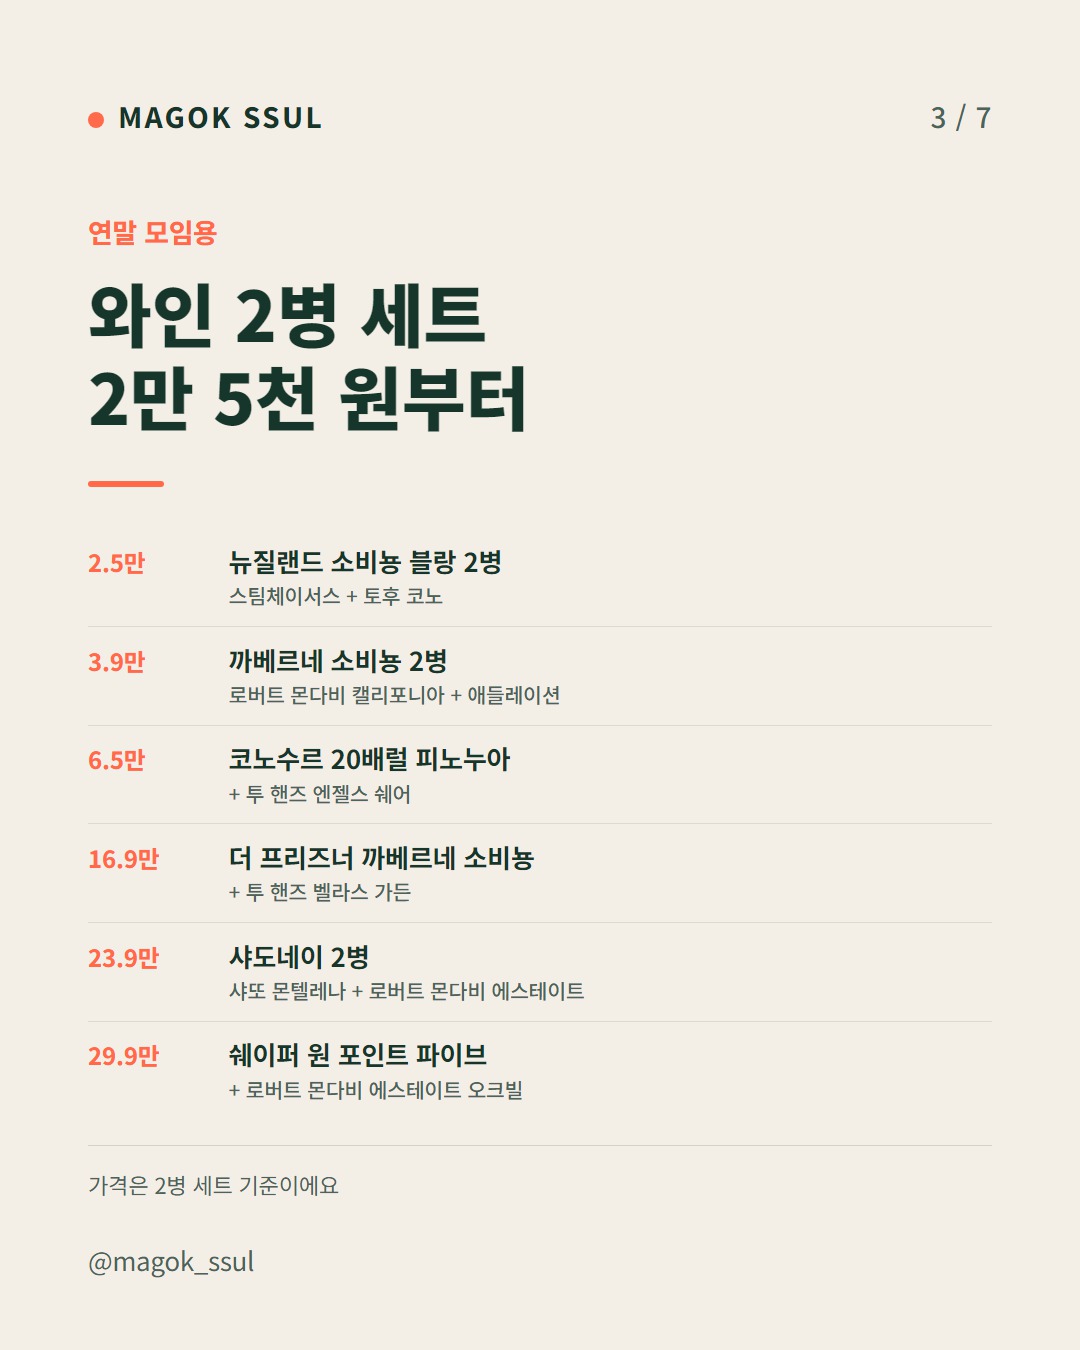 MAGOK SSUL
3 / 7
연말 모임용
와인 2병 세트
2만 5천 원부터
2.5만
뉴질랜드 소비뇽 블랑 2병
스팀체이서스 + 토후 코노
3.9만
까베르네 소비뇽 2병
로버트 몬다비 캘리포니아 + 애들레이션
6.5만
코노수르 20배럴 피노누아
+ 투 핸즈 엔젤스 쉐어
16.9만
더 프리즈너 까베르네 소비뇽
+ 투 핸즈 벨라스 가든
23.9만
샤도네이 2병
샤또 몬텔레나 + 로버트 몬다비 에스테이트
29.9만
쉐이퍼 원 포인트 파이브
+ 로버트 몬다비 에스테이트 오크빌
가격은 2병 세트 기준이에요
@magok_ssul